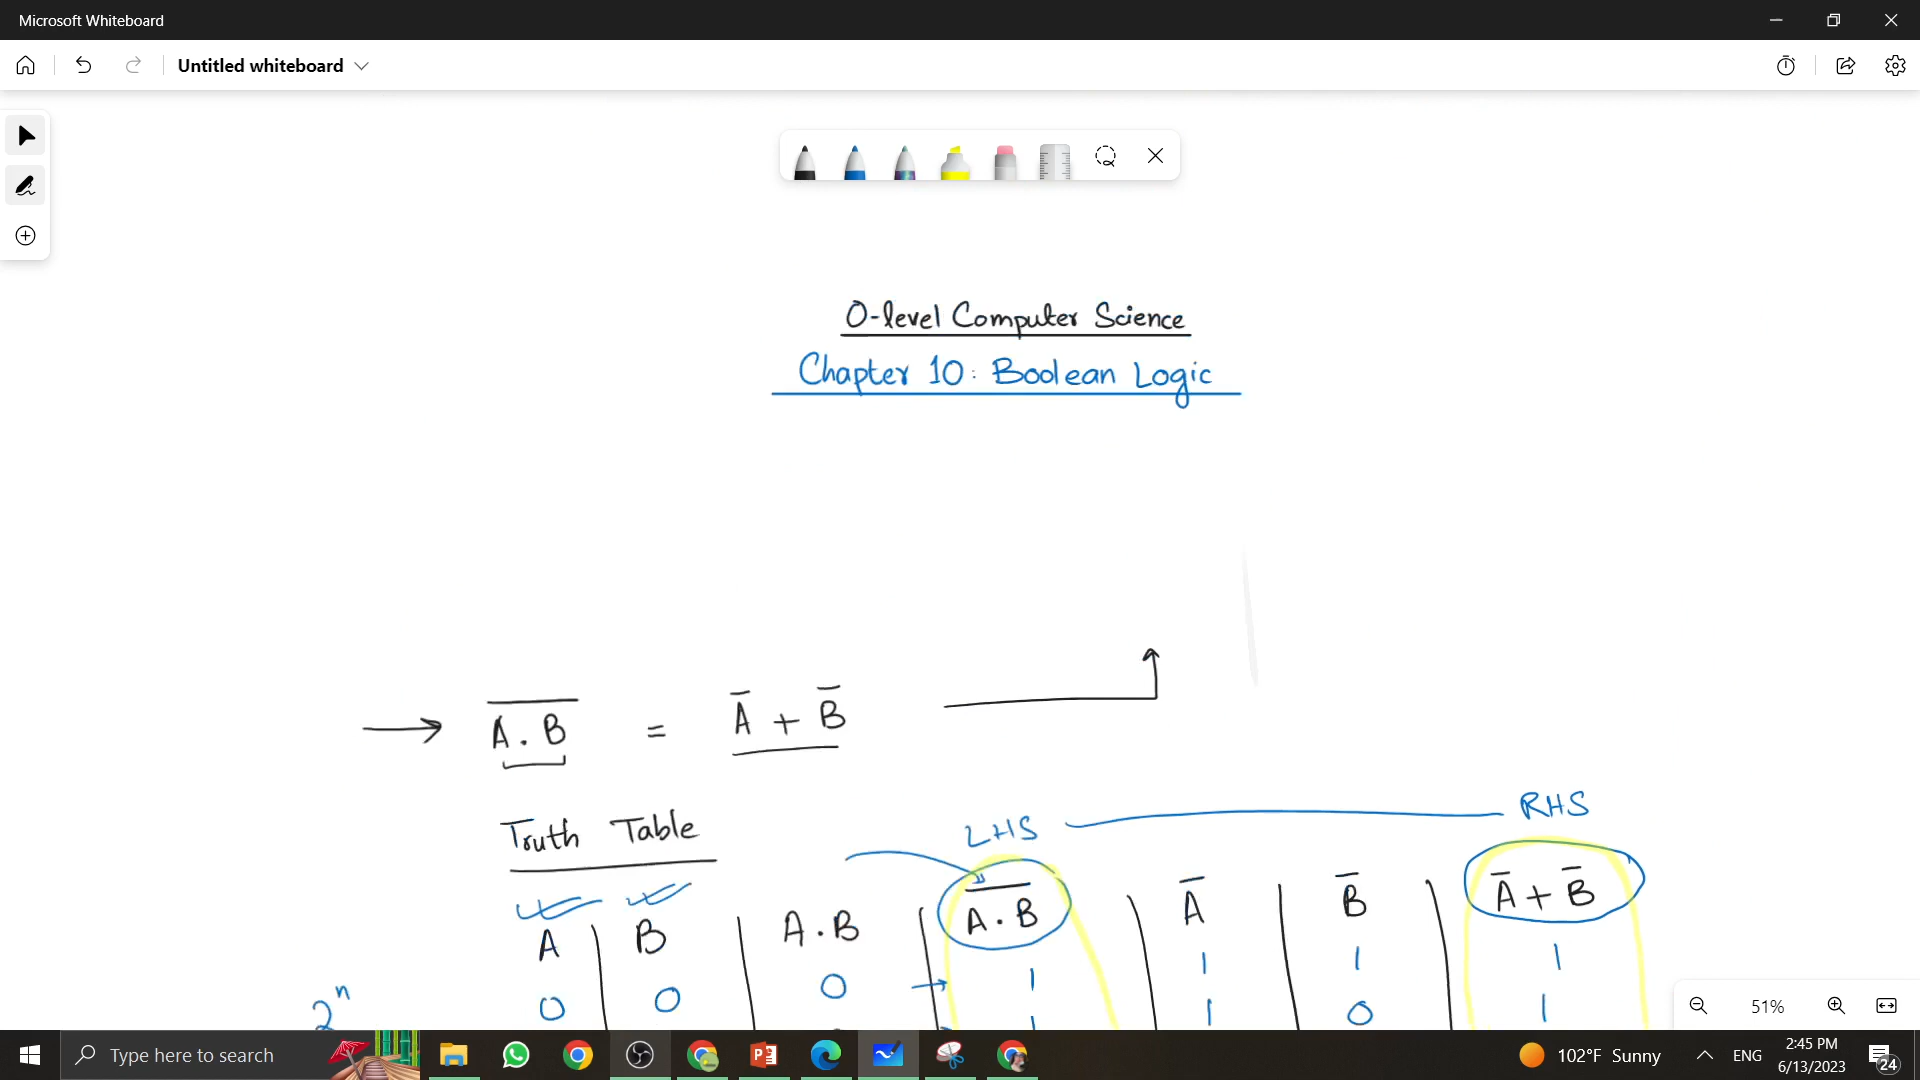 Microsoft Whiteboard
Untitled whiteboard
O-level Computer Science
Chapter 10: Boolean Logic
A̅.̅B̅ = A̅ + B̅
Truth Table
LHS RHS
A B A.B A̅.̅B̅ A̅ B̅ A̅ + B̅
0 0 0 1 1 1 1
2ⁿ
1 1 0 1
51%
Type here to search
102°F Sunny
ENG
2:45 PM
6/13/2023
24